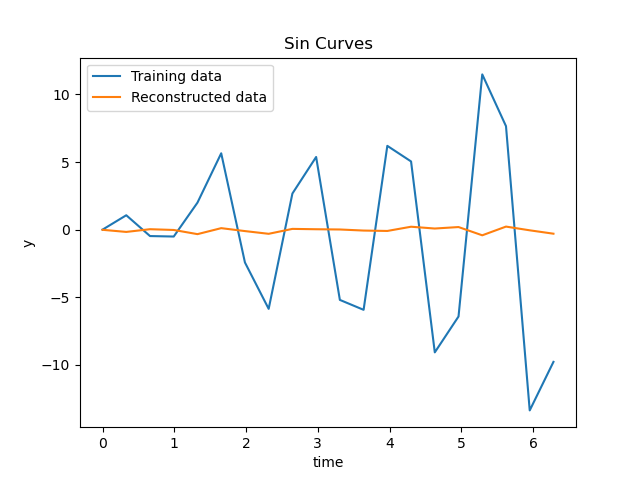 Sin Curves
Training data
Reconstructed data
10
5
0
−5
−10
y
0 1 2 3 4 5 6
time